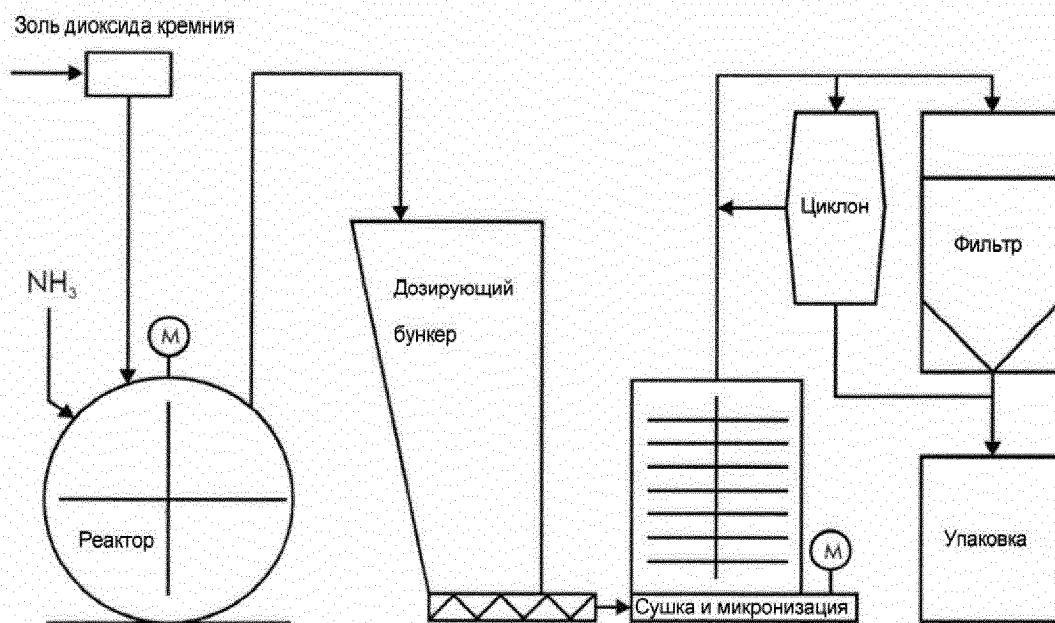 Золь диоксида кремния
NH₃
M
Реактор
Дозирующий
бункер
Сушка и микронизация
M
Циклон
Фильтр
Упаковка